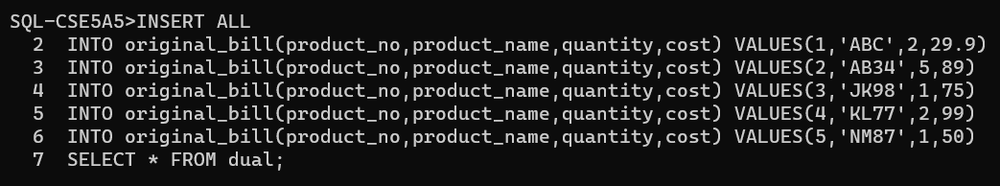 SQL-CSE5A5>INSERT ALL
2 INTO original_bill(product_no,product_name,quantity,cost) VALUES(1,'ABC',2,29.9)
3 INTO original_bill(product_no,product_name,quantity,cost) VALUES(2,'AB34',5,89)
4 INTO original_bill(product_no,product_name,quantity,cost) VALUES(3,'JK98',1,75)
5 INTO original_bill(product_no,product_name,quantity,cost) VALUES(4,'KL77',2,99)
6 INTO original_bill(product_no,product_name,quantity,cost) VALUES(5,'NM87',1,50)
7 SELECT * FROM dual;